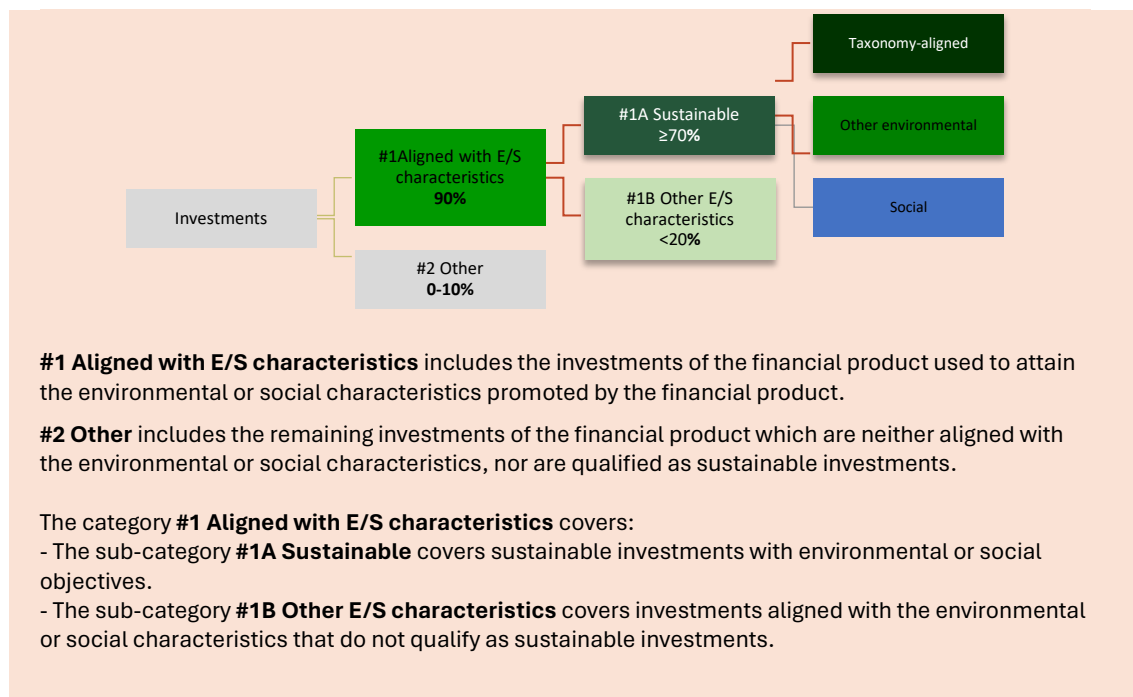 Taxonomy-aligned
#1A Sustainable
≥70%
Other environmental
#1Aligned with E/S
characteristics
90%
#1B Other E/S
characteristics
<20%
Investments
Social
#2 Other
0-10%
#1 Aligned with E/S characteristics includes the investments of the financial product used to attain
the environmental or social characteristics promoted by the financial product.
#2 Other includes the remaining investments of the financial product which are neither aligned with
the environmental or social characteristics, nor are qualified as sustainable investments.
The category #1 Aligned with E/S characteristics covers:
- The sub-category #1A Sustainable covers sustainable investments with environmental or social
objectives.
- The sub-category #1B Other E/S characteristics covers investments aligned with the environmental
or social characteristics that do not qualify as sustainable investments.